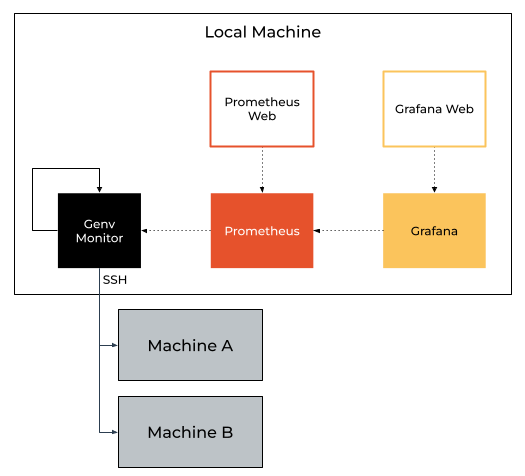 Local Machine
Prometheus
Web
Grafana Web
Genv
Monitor
Prometheus
Grafana
SSH
Machine A
Machine B